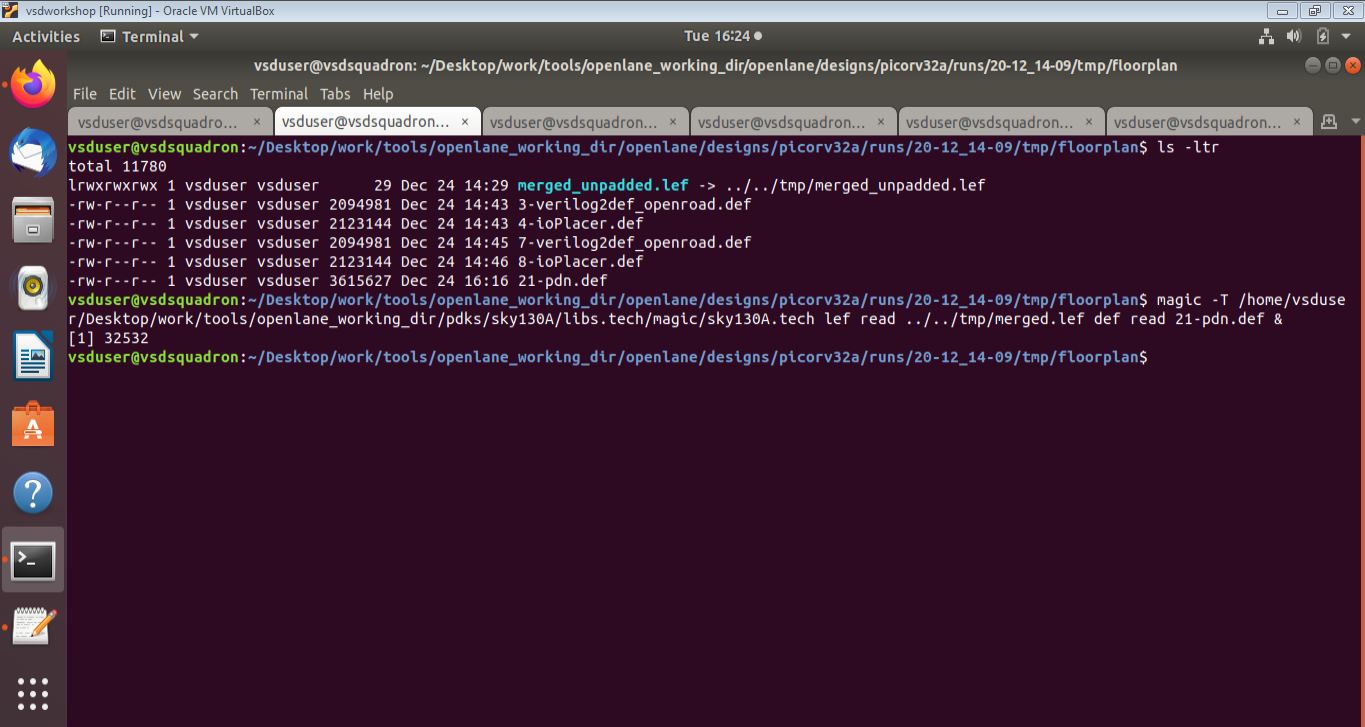 vsdworkshop [Running] - Oracle VM VirtualBox
Activities Terminal Tue 16:24
vsduser@vsdsquadron: ~/Desktop/work/tools/openlane_working_dir/openlane/designs/picorv32a/runs/20-12_14-09/tmp/floorplan
File Edit View Search Terminal Tabs Help
vsduser@vsdsquadro... × vsduser@vsdsquadron... × vsduser@vsdsquadron... × vsduser@vsdsquadron... × vsduser@vsdsquadron... × vsduser@vsdsquadron... ×
vsduser@vsdsquadron:~/Desktop/work/tools/openlane_working_dir/openlane/designs/picorv32a/runs/20-12_14-09/tmp/floorplan$ ls -ltr
total 11780
lrwxrwxrwx 1 vsduser vsduser      29 Dec 24 14:29 merged_unpadded.lef -> ../../tmp/merged_unpadded.lef
-rw-r--r-- 1 vsduser vsduser 2094981 Dec 24 14:43 3-verilog2def_openroad.def
-rw-r--r-- 1 vsduser vsduser 2123144 Dec 24 14:43 4-ioPlacer.def
-rw-r--r-- 1 vsduser vsduser 2094981 Dec 24 14:45 7-verilog2def_openroad.def
-rw-r--r-- 1 vsduser vsduser 2123144 Dec 24 14:46 8-ioPlacer.def
-rw-r--r-- 1 vsduser vsduser 3615627 Dec 24 16:16 21-pdn.def
vsduser@vsdsquadron:~/Desktop/work/tools/openlane_working_dir/openlane/designs/picorv32a/runs/20-12_14-09/tmp/floorplan$ magic -T /home/vsduse
r/Desktop/work/tools/openlane_working_dir/pdks/sky130A/libs.tech/magic/sky130A.tech lef read ../../tmp/merged.lef def read 21-pdn.def &
[1] 32532
vsduser@vsdsquadron:~/Desktop/work/tools/openlane_working_dir/openlane/designs/picorv32a/runs/20-12_14-09/tmp/floorplan$